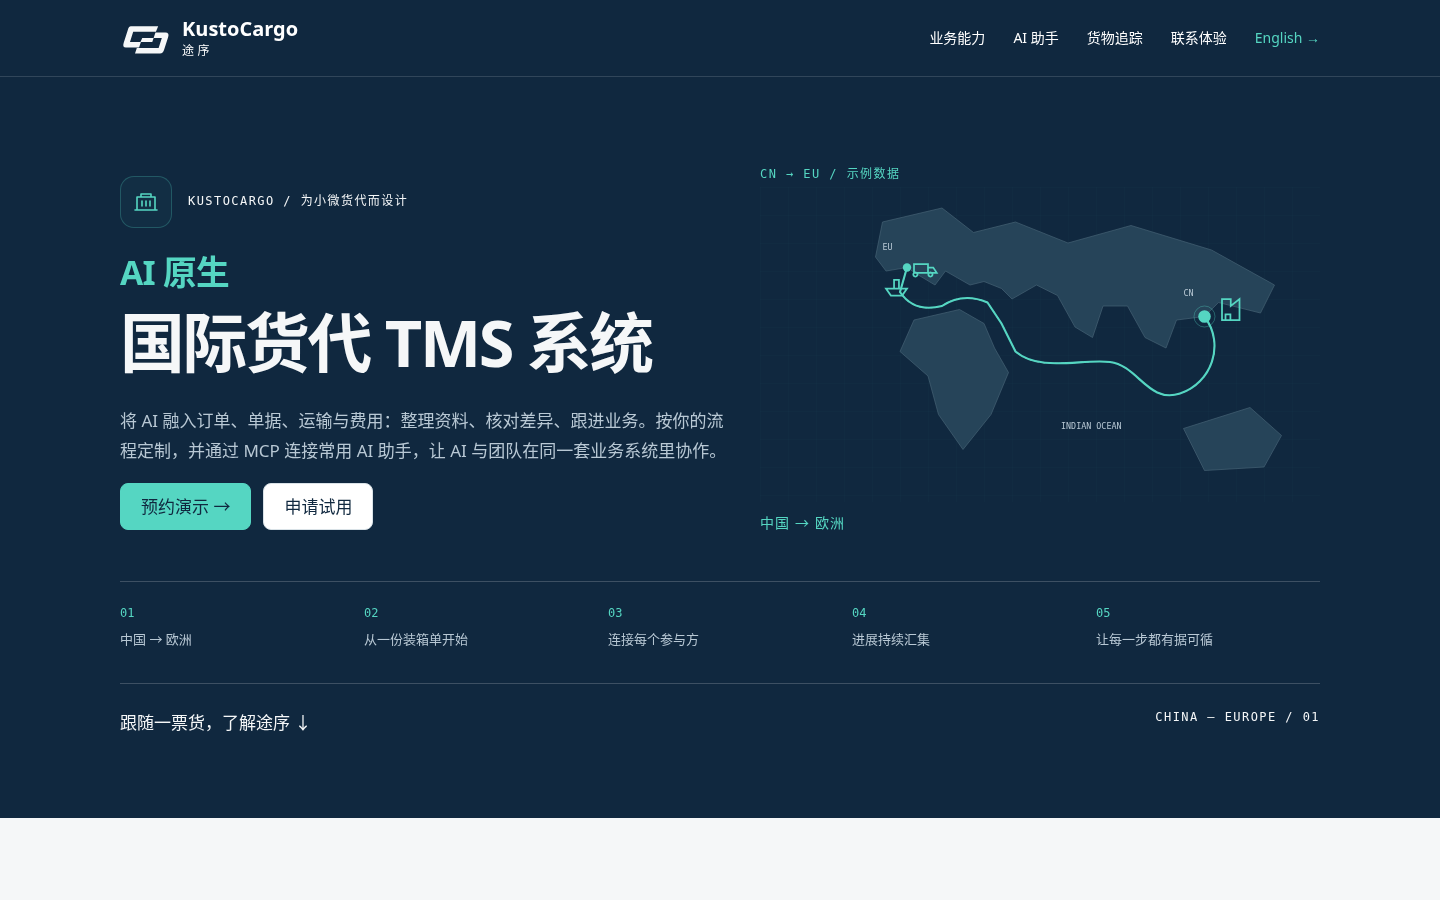 KustoCargo
途序
业务能力
AI 助手
货物追踪
联系体验
English →
KUSTOCARGO / 为小微货代而设计
AI 原生
国际货代 TMS 系统
将 AI 融入订单、单据、运输与费用：整理资料、核对差异、跟进业务。按你的流
程定制，并通过 MCP 连接常用 AI 助手，让 AI 与团队在同一套业务系统里协作。
预约演示 →
申请试用
CN → EU / 示例数据
EU
CN
INDIAN OCEAN
中国 → 欧洲
01
中国 → 欧洲
02
从一份装箱单开始
03
连接每个参与方
04
进展持续汇集
05
让每一步都有据可循
跟随一票货，了解途序 ↓
CHINA — EUROPE / 01